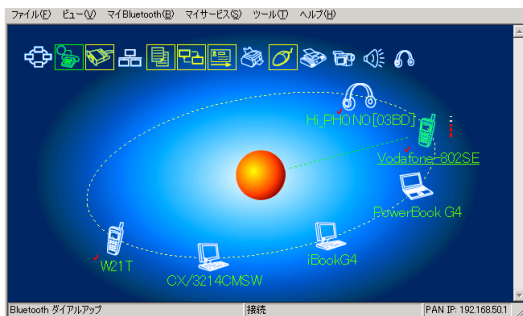 ファイル(F) ビュー(V) マイBluetooth(B) マイサービス(S) ツール(T) ヘルプ(H)
Hi_PHONO[03BD]
Vodafone-802SE
PowerBook G4
iBookG4
CX/3214CMSW
W21T
Bluetooth ダイアルアップ 接続 PAN IP: 192.168.50.1